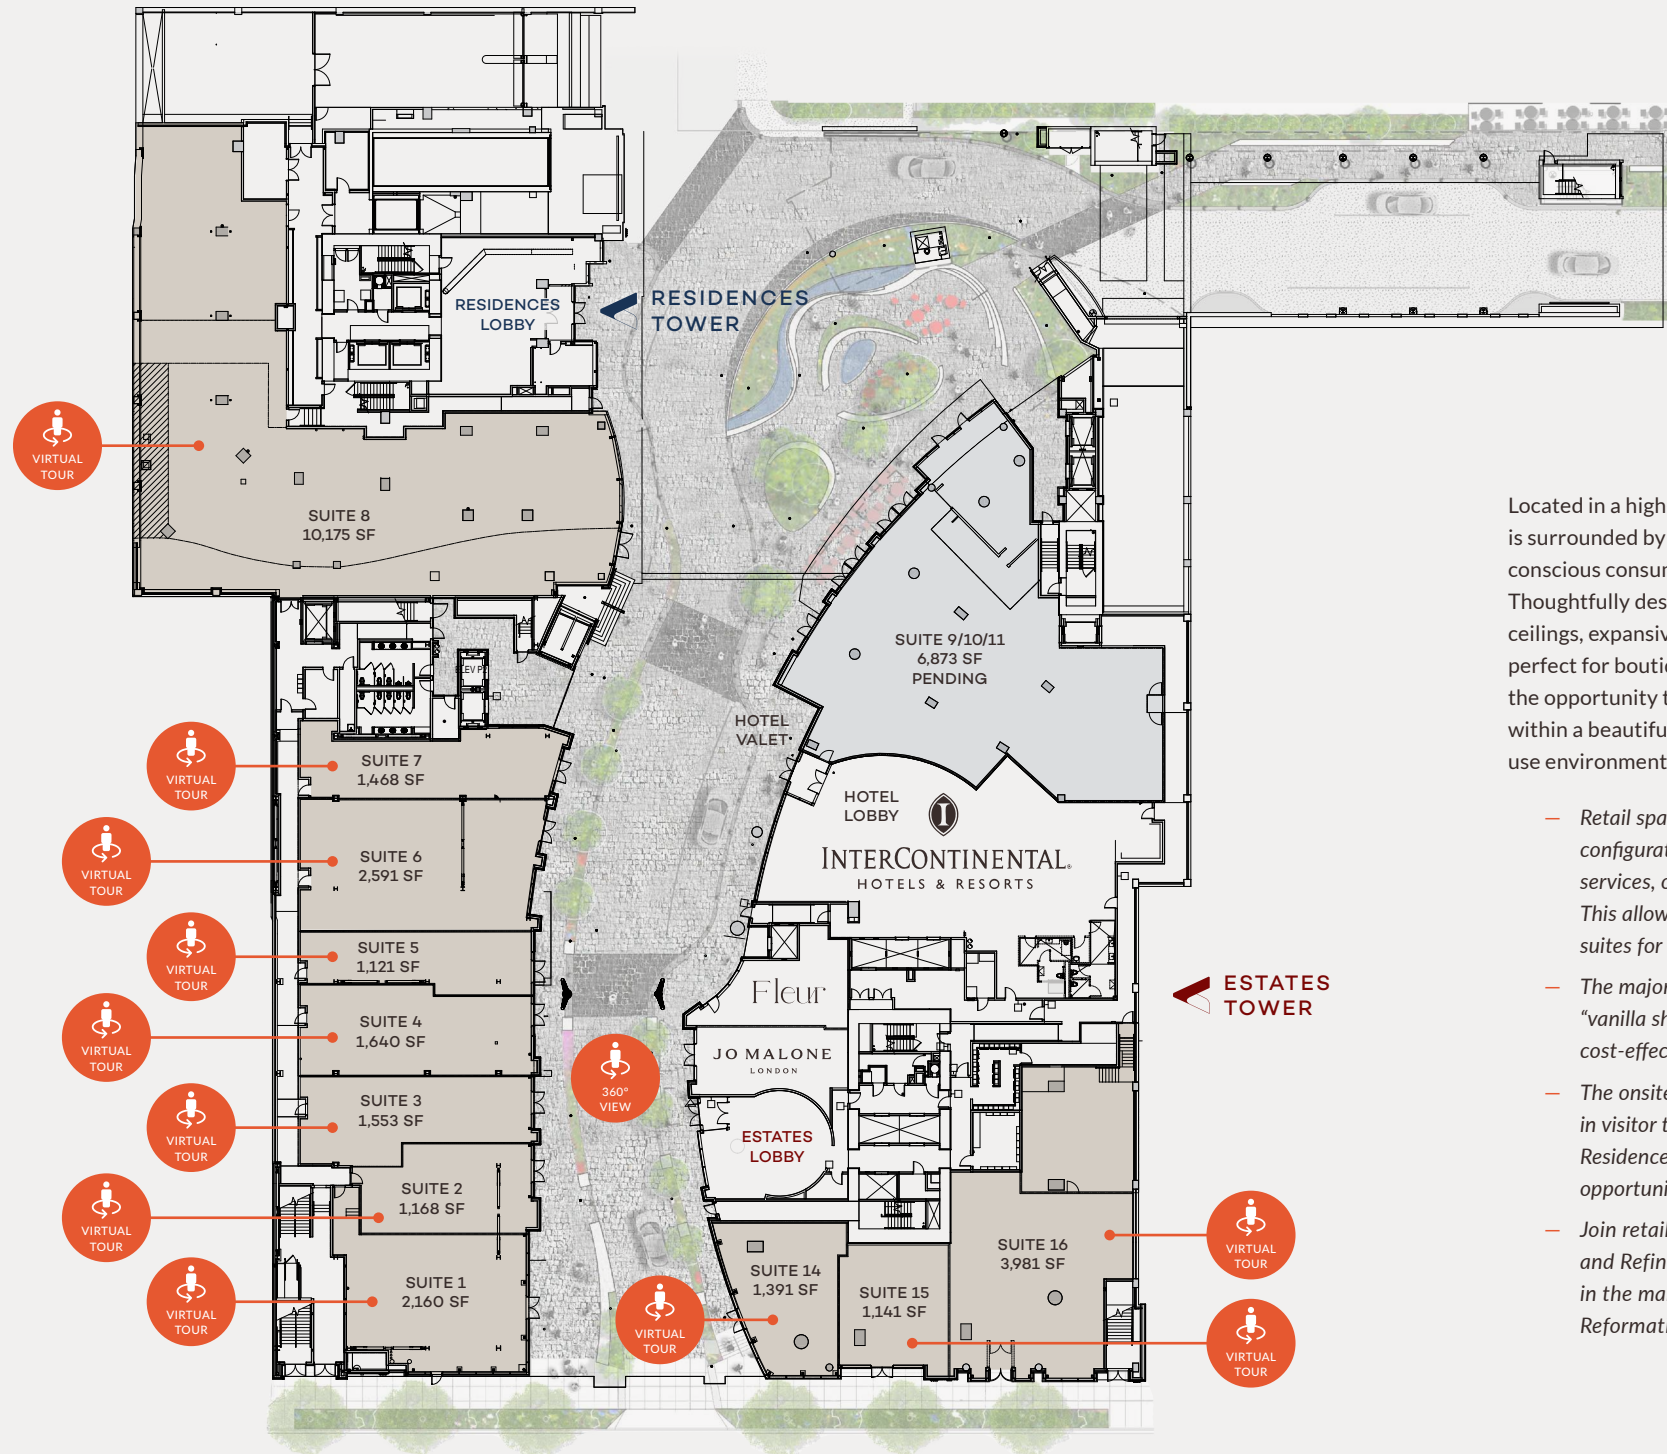 RESIDENCES
LOBBY
RESIDENCES
TOWER
VIRTUAL
TOUR
SUITE 8
10,175 SF
SUITE 9/10/11
6,873 SF
PENDING
HOTEL
VALET
SUITE 7
1,468 SF
VIRTUAL
TOUR
HOTEL
LOBBY
INTERCONTINENTAL®
HOTELS & RESORTS
SUITE 6
2,591 SF
VIRTUAL
TOUR
SUITE 5
1,121 SF
VIRTUAL
TOUR
Fleur
ESTATES
TOWER
SUITE 4
1,640 SF
VIRTUAL
TOUR
JO MALONE
LONDON
360°
VIEW
SUITE 3
1,553 SF
VIRTUAL
TOUR
ESTATES
LOBBY
SUITE 2
1,168 SF
VIRTUAL
TOUR
SUITE 1
2,160 SF
VIRTUAL
TOUR
SUITE 14
1,391 SF
VIRTUAL
TOUR
SUITE 15
1,141 SF
VIRTUAL
TOUR
SUITE 16
3,981 SF
VIRTUAL
TOUR
Located in a high
is surrounded by
conscious consu
Thoughtfully des
ceilings, expansiv
perfect for boutiq
the opportunity t
within a beautifu
use environment
— Retail spa
configurat
services, c
This allow
suites for
— The major
“vanilla sh
cost-effec
— The onsite
in visitor t
Residence
opportuni
— Join retail
and Refin
in the ma
Reformati